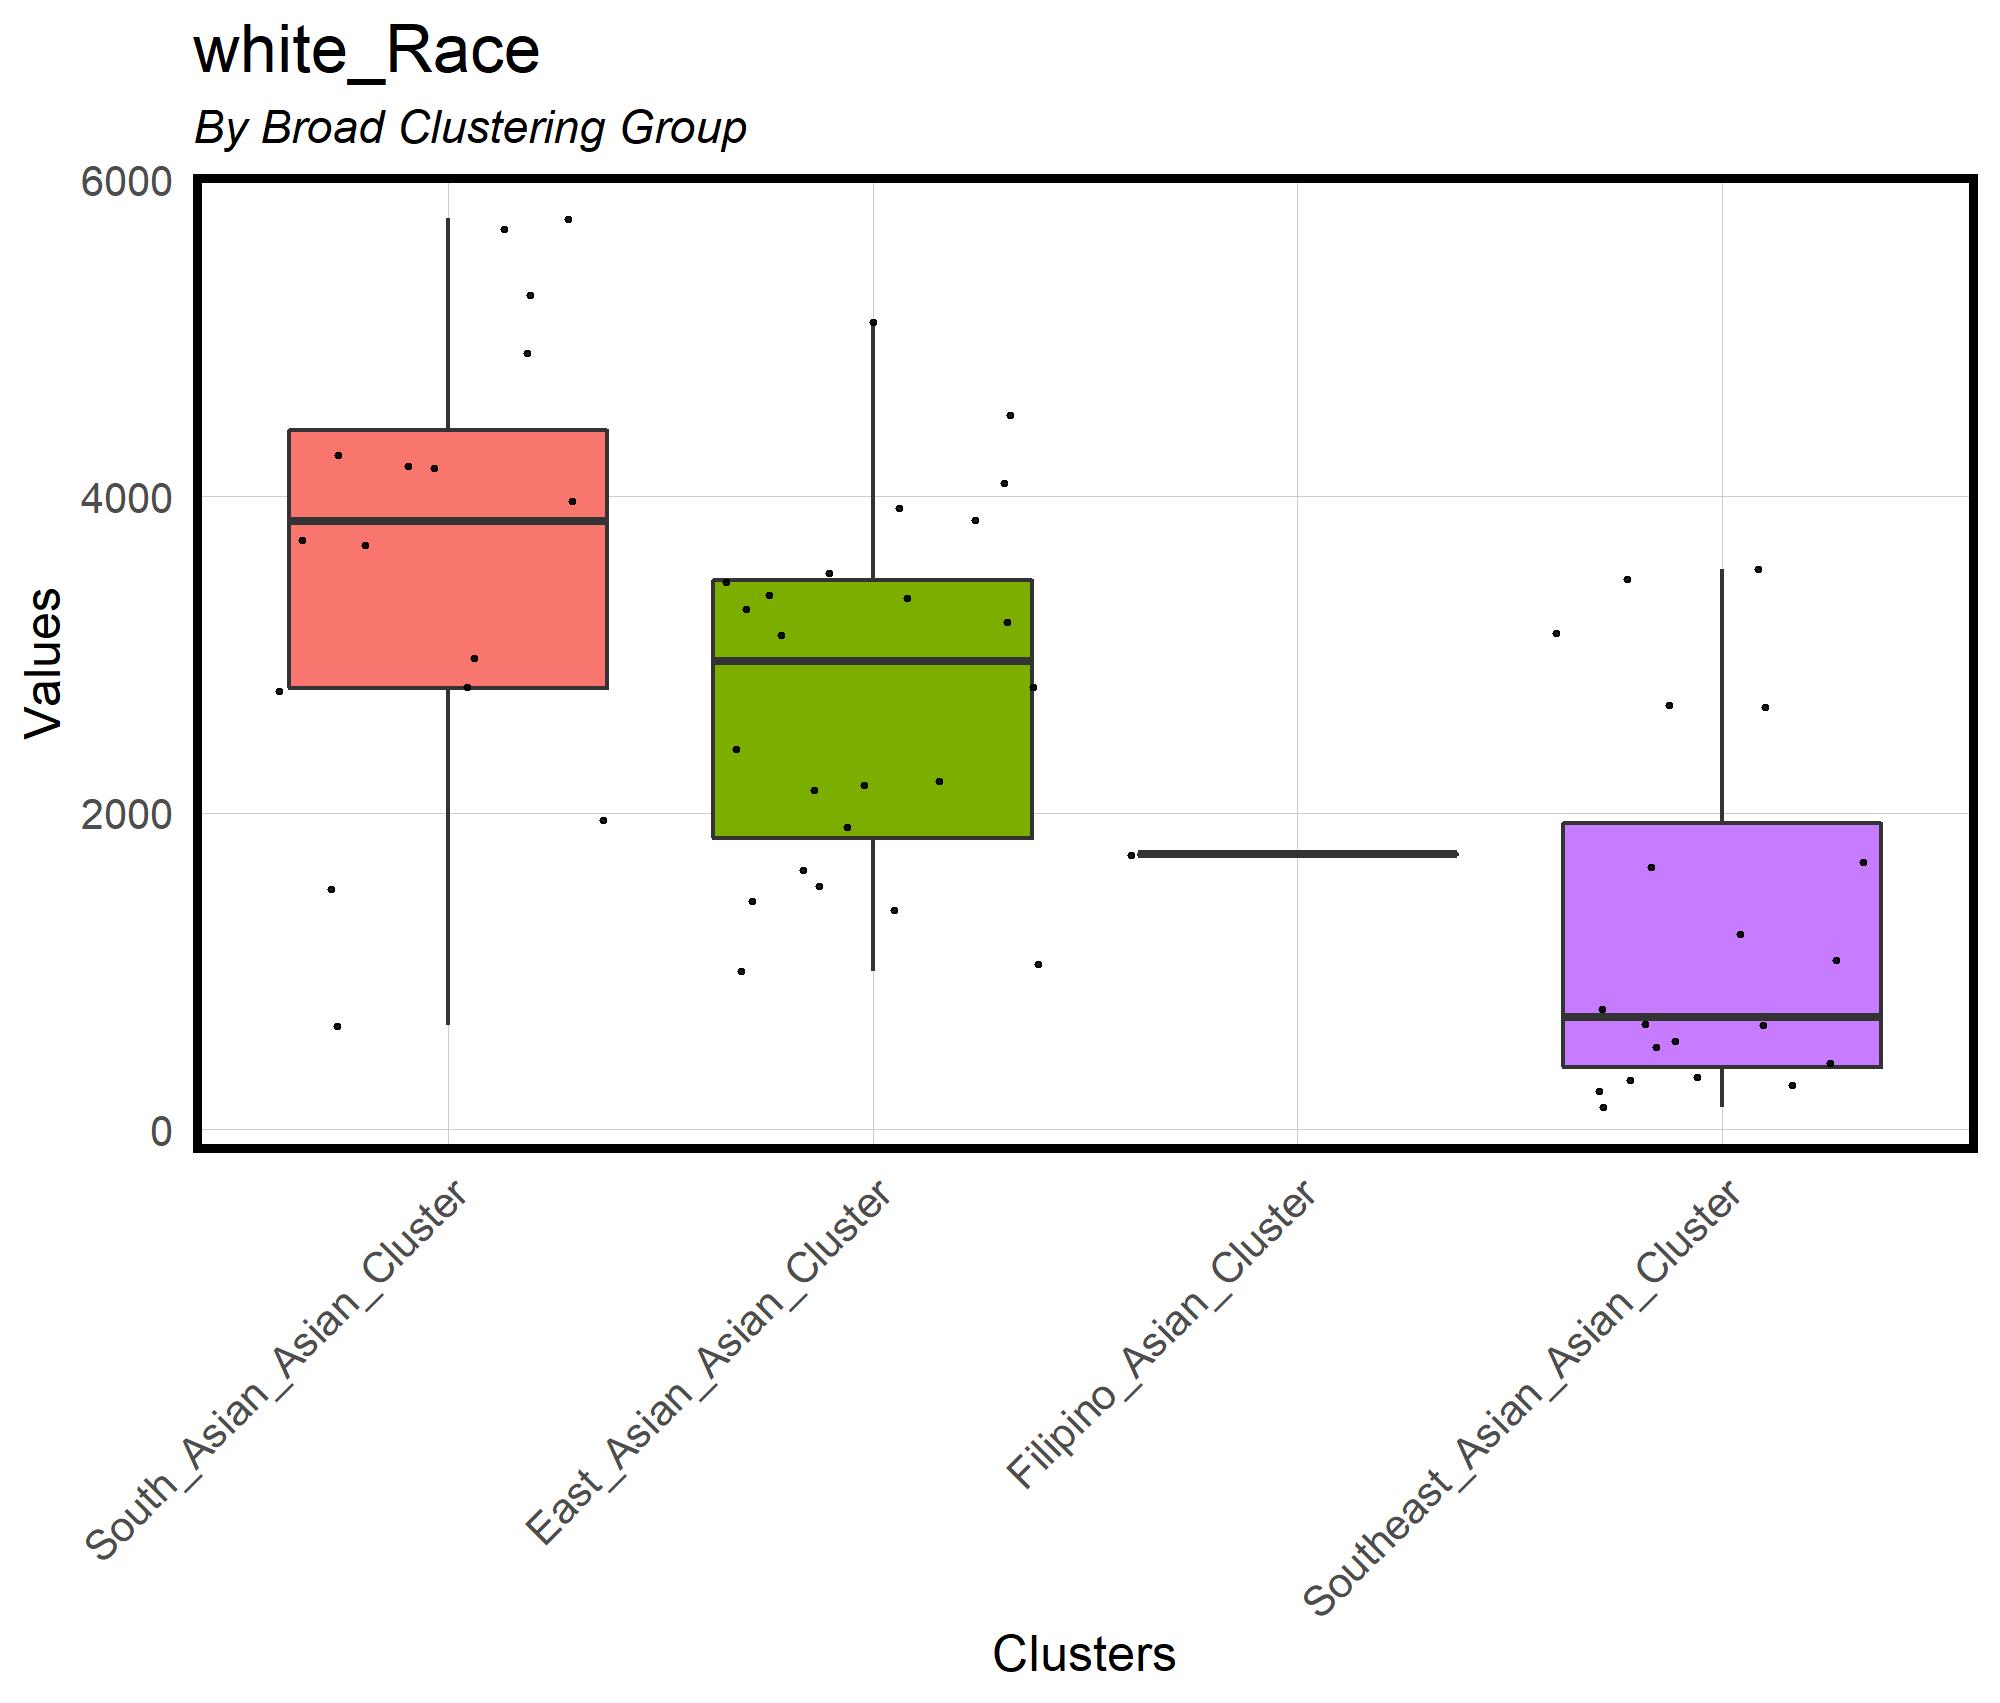 white_Race
By Broad Clustering Group
6000
4000
2000
0
Values
South_Asian_Asian_Cluster
East_Asian_Asian_Cluster
Filipino_Asian_Cluster
Southeast_Asian_Asian_Cluster
Clusters